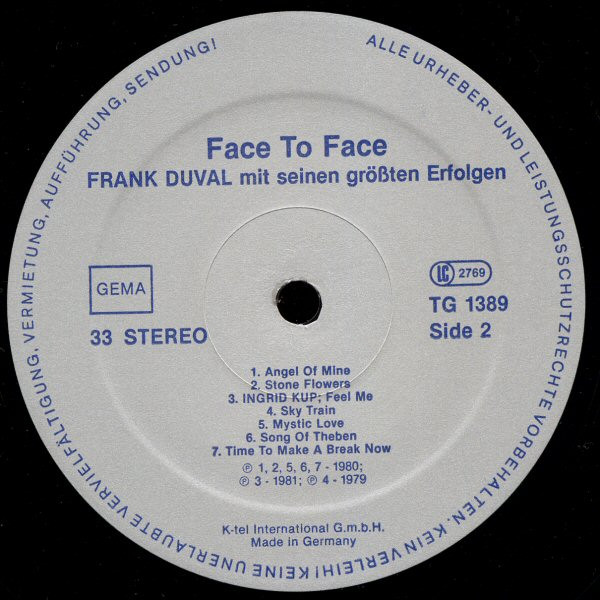 ALLE URHEBER- UND LEISTUNGSSCHUTZRECHTE VORBEHALTEN. KEIN VERLEIH! KEINE UNERLAUBTE VERVIELFÄLTIGUNG, VERMIETUNG, AUFFÜHRUNG, SENDUNG!
Face To Face
FRANK DUVAL mit seinen größten Erfolgen
GEMA
33 STEREO
LC 2769
TG 1389
Side 2
1. Angel Of Mine
2. Stone Flowers
3. INGRID KUP; Feel Me
4. Sky Train
5. Mystic Love
6. Song Of Theben
7. Time To Make A Break Now
℗ 1, 2, 5, 6, 7 - 1980;
℗ 3 - 1981; ℗ 4 - 1979
K-tel International G.m.b.H.
Made in Germany